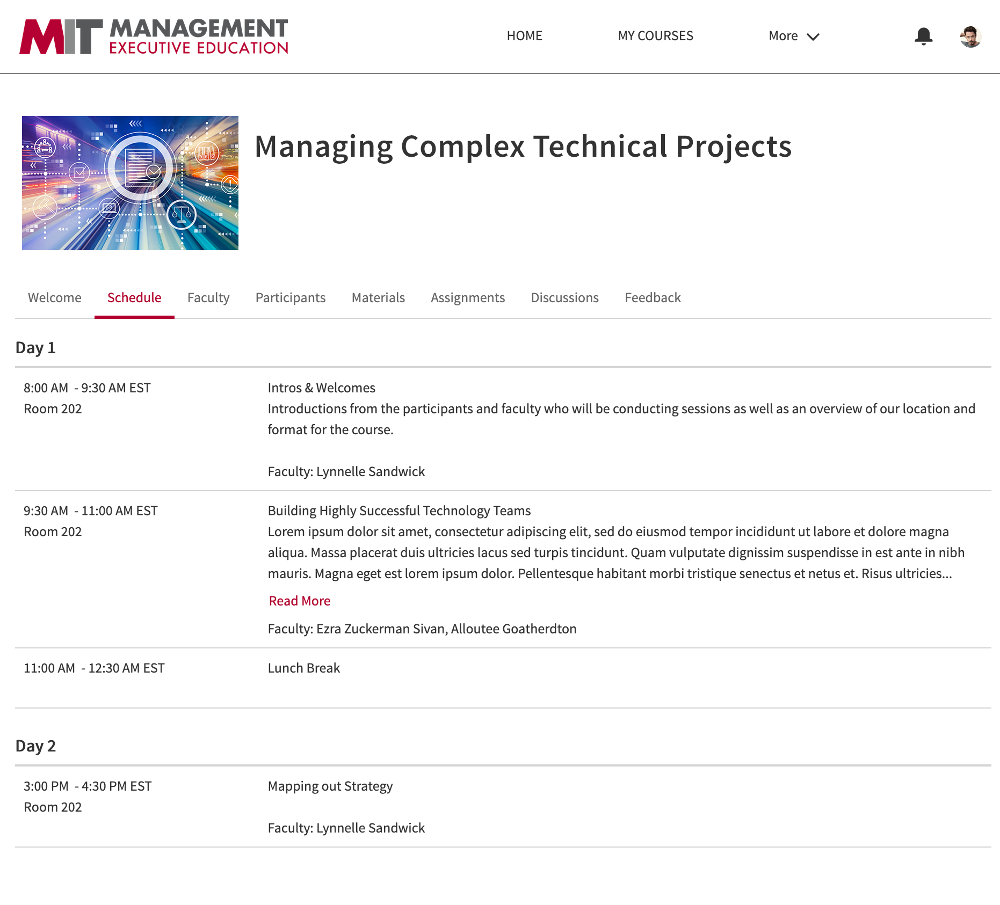 MIT MANAGEMENT
EXECUTIVE EDUCATION
HOME
MY COURSES
More
Managing Complex Technical Projects
Welcome
Schedule
Faculty
Participants
Materials
Assignments
Discussions
Feedback
Day 1
8:00 AM - 9:30 AM EST
Room 202
Intros & Welcomes
Introductions from the participants and faculty who will be conducting sessions as well as an overview of our location and
format for the course.
Faculty: Lynnelle Sandwick
9:30 AM - 11:00 AM EST
Room 202
Building Highly Successful Technology Teams
Lorem ipsum dolor sit amet, consectetur adipiscing elit, sed do eiusmod tempor incididunt ut labore et dolore magna
aliqua. Massa placerat duis ultricies lacus sed turpis tincidunt. Quam vulputate dignissim suspendisse in est ante in nibh
mauris. Magna eget est lorem ipsum dolor. Pellentesque habitant morbi tristique senectus et netus et. Risus ultricies...
Read More
Faculty: Ezra Zuckerman Sivan, Alloutee Goatherdton
11:00 AM - 12:30 AM EST
Lunch Break
Day 2
3:00 PM - 4:30 PM EST
Room 202
Mapping out Strategy
Faculty: Lynnelle Sandwick